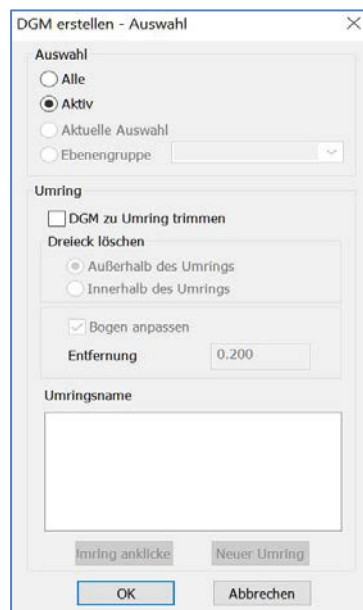 DGM erstellen - Auswahl
Auswahl
Alle
Aktiv
Aktuelle Auswahl
Ebenengruppe
Umring
DGM zu Umring trimmen
Dreieck löschen
Außerhalb des Umrings
Innerhalb des Umrings
Bogen anpassen
Entfernung 0.200
Umringsname
Imring anklicke Neuer Umring
OK Abbrechen